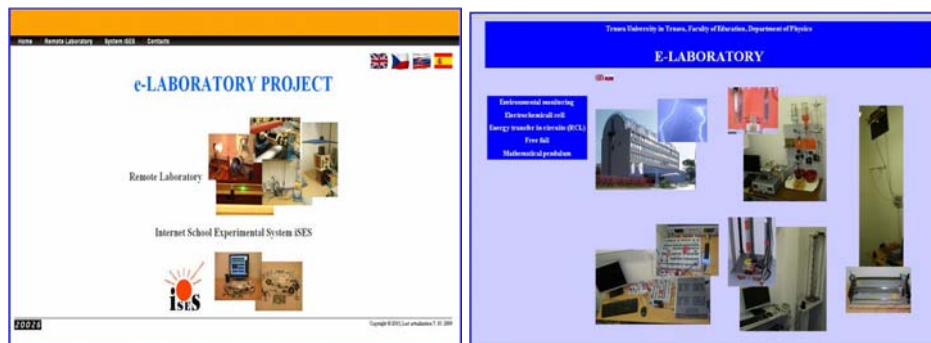 Home Remote Laboratory System iSES Contacts
e-LABORATORY PROJECT
Remote Laboratory
Internet School Experimental System iSES
iSES
20026
Trnava University in Trnava, Faculty of Education, Department of Physics
E-LABORATORY
Environmental monitoring
Electrochemicall cell
Energy transfer in circuits (RCL)
Free fall
Mathematical pendulum